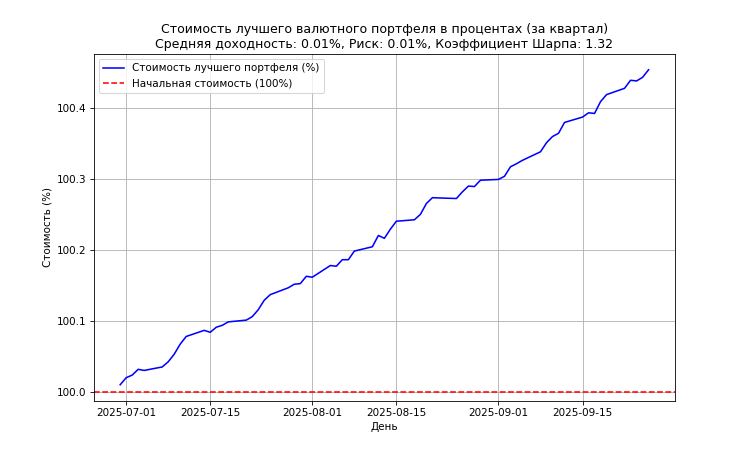 Стоимость лучшего валютного портфеля в процентах (за квартал)
Средняя доходность: 0.01%, Риск: 0.01%, Коэффициент Шарпа: 1.32
Стоимость лучшего портфеля (%)
Начальная стоимость (100%)
Стоимость (%)
100.4
100.3
100.2
100.1
100.0
2025-07-01 2025-07-15 2025-08-01 2025-08-15 2025-09-01 2025-09-15
День